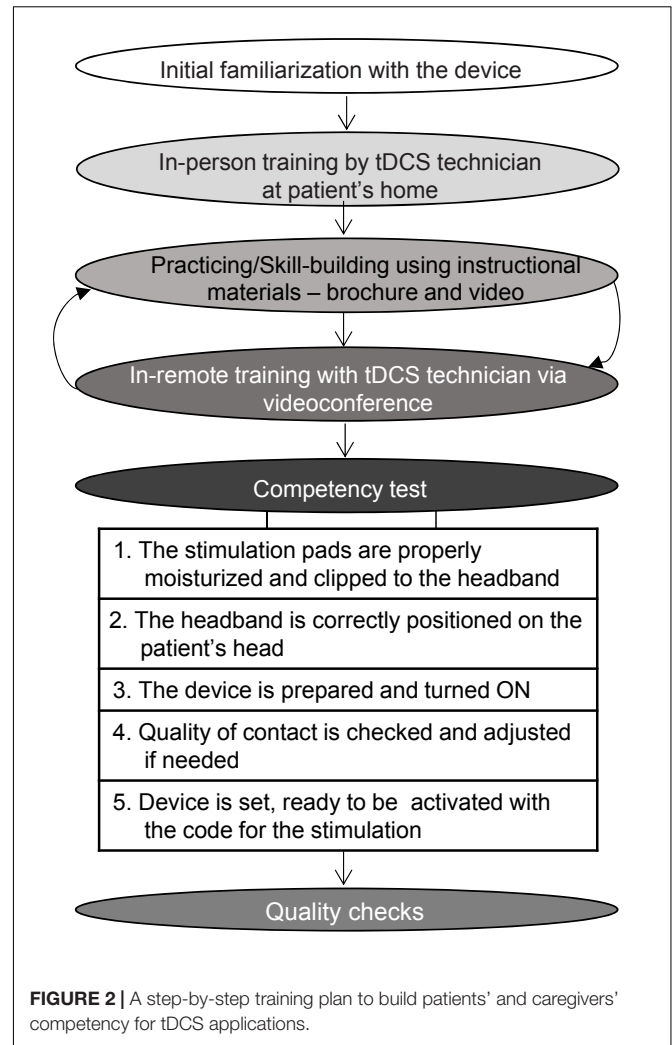 Initial familiarization with the device
In-person training by tDCS technician
at patient's home
Practicing/Skill-building using instructional
materials – brochure and video
In-remote training with tDCS technician via
videoconference
Competency test
1. The stimulation pads are properly
moisturized and clipped to the headband
2. The headband is correctly positioned on the
patient's head
3. The device is prepared and turned ON
4. Quality of contact is checked and adjusted
if needed
5. Device is set, ready to be activated with
the code for the stimulation
Quality checks
FIGURE 2 | A step-by-step training plan to build patients' and caregivers'
competency for tDCS applications.